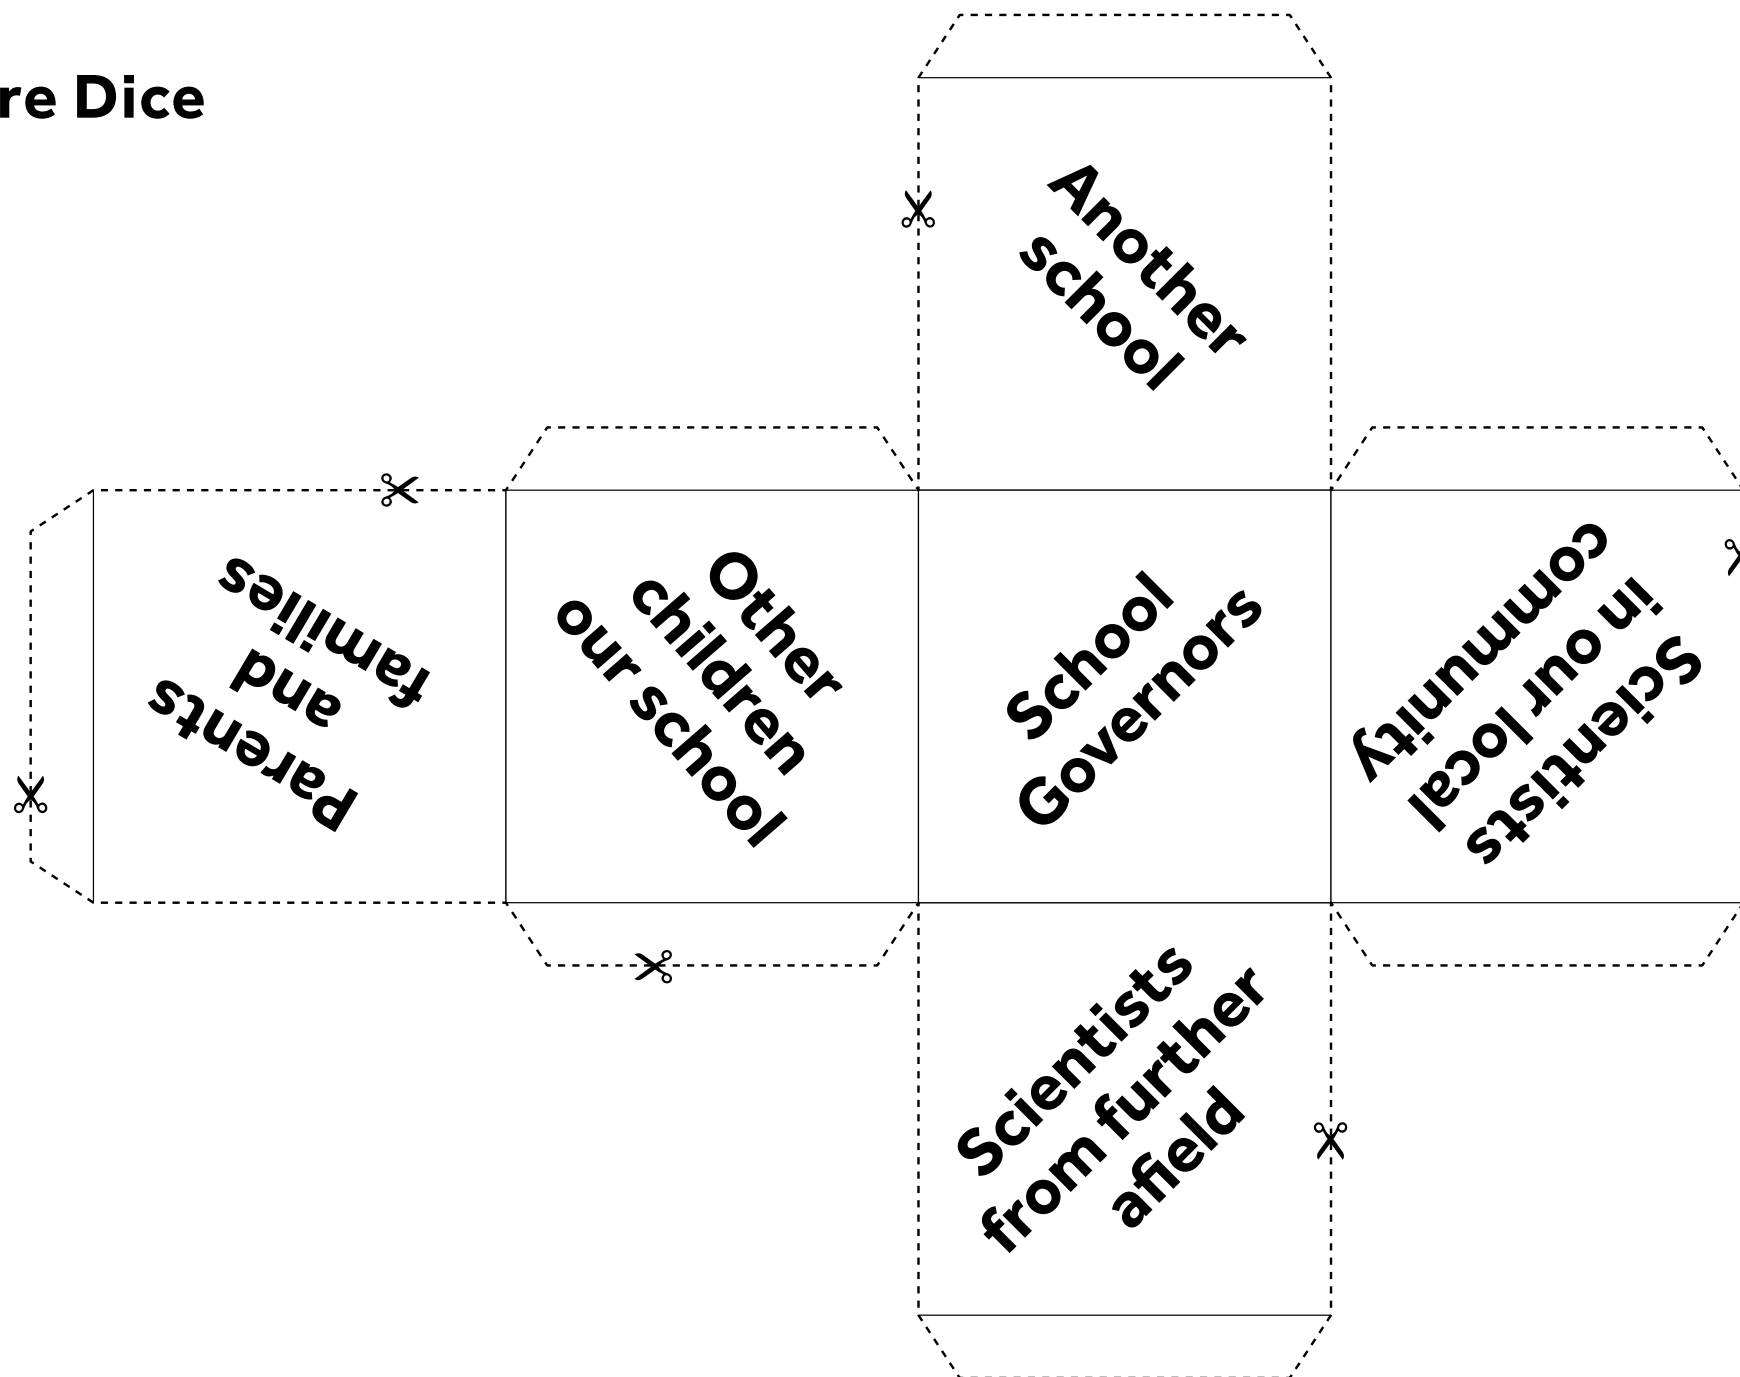 re Dice
Another
school
Parents
and
families
Other
children
our school
School
Governors
Scientists
in our local
community
Scientists
from further
afield